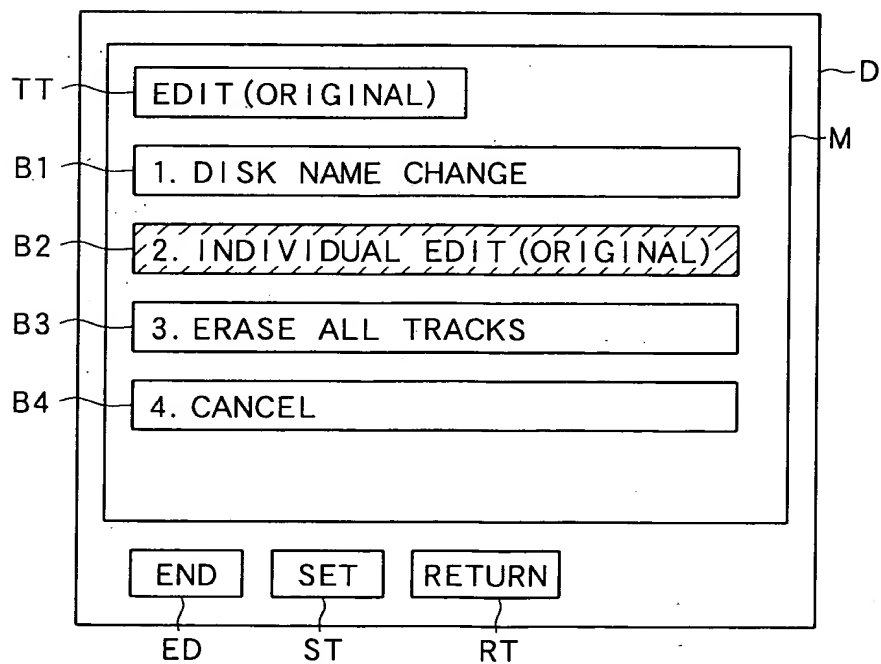 TT EDIT(ORIGINAL) D
M
B1 1. DISK NAME CHANGE
B2 2. INDIVIDUAL EDIT(ORIGINAL)
B3 3. ERASE ALL TRACKS
B4 4. CANCEL
END SET RETURN
ED ST RT